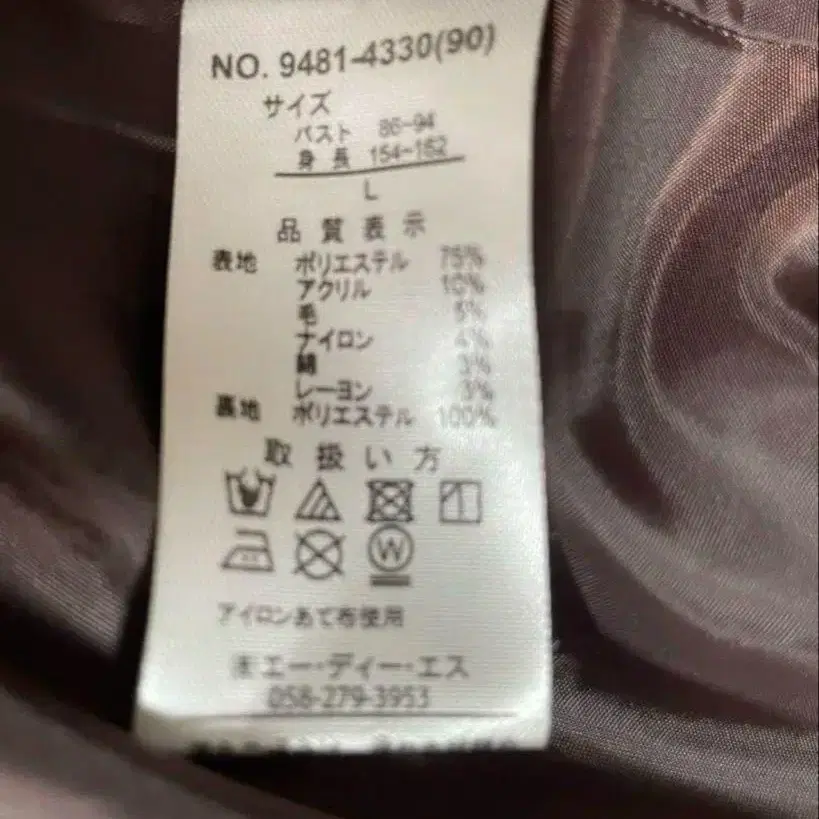 NO. 9481-4330(90)
サイズ
バスト 86-94
身長 154-162
L
品質表示
表地 ポリエステル 75%
アクリル 10%
毛 5%
ナイロン 4%
綿 3%
レーヨン 3%
裏地 ポリエステル 100%
取扱い方
W
アイロンあて布使用
㈱エー・ディー・エス
058-279-3953